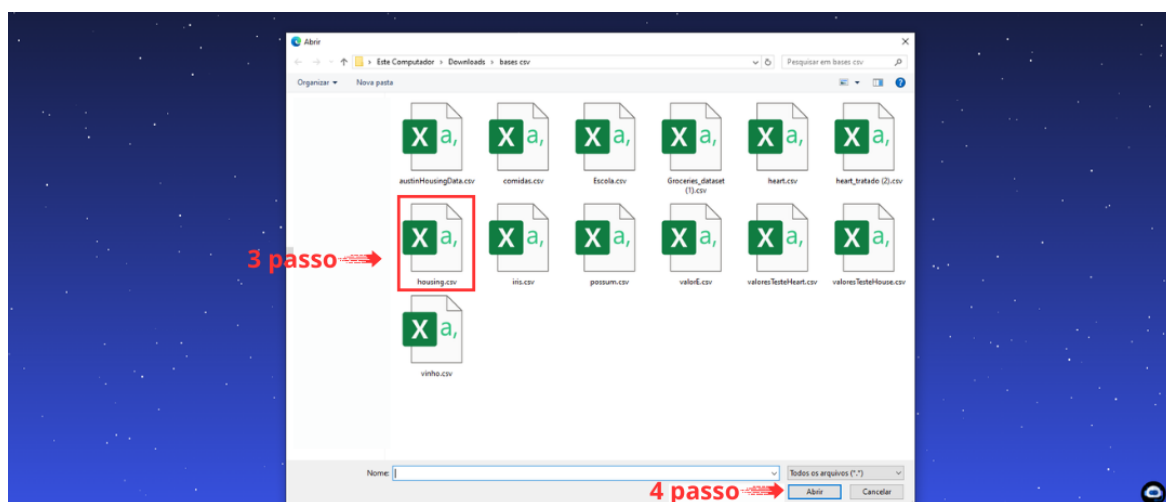 Abrir
Este Computador › Downloads › bases csv
Pesquisar em bases csv
Organizar
Nova pasta
X a, X a, X a, X a, X a, X a,
austinHousingData.csv comidas.csv Escola.csv Groceries_dataset (1).csv heart.csv heart_tratado (2).csv
3 passo
X a, X a, X a, X a, X a, X a,
housing.csv iris.csv possum.csv valorE.csv valoresTesteHeart.csv valoresTesteHouse.csv
X a,
vinho.csv
Nome:
Todos os arquivos (*.*)
4 passo
Abrir
Cancelar